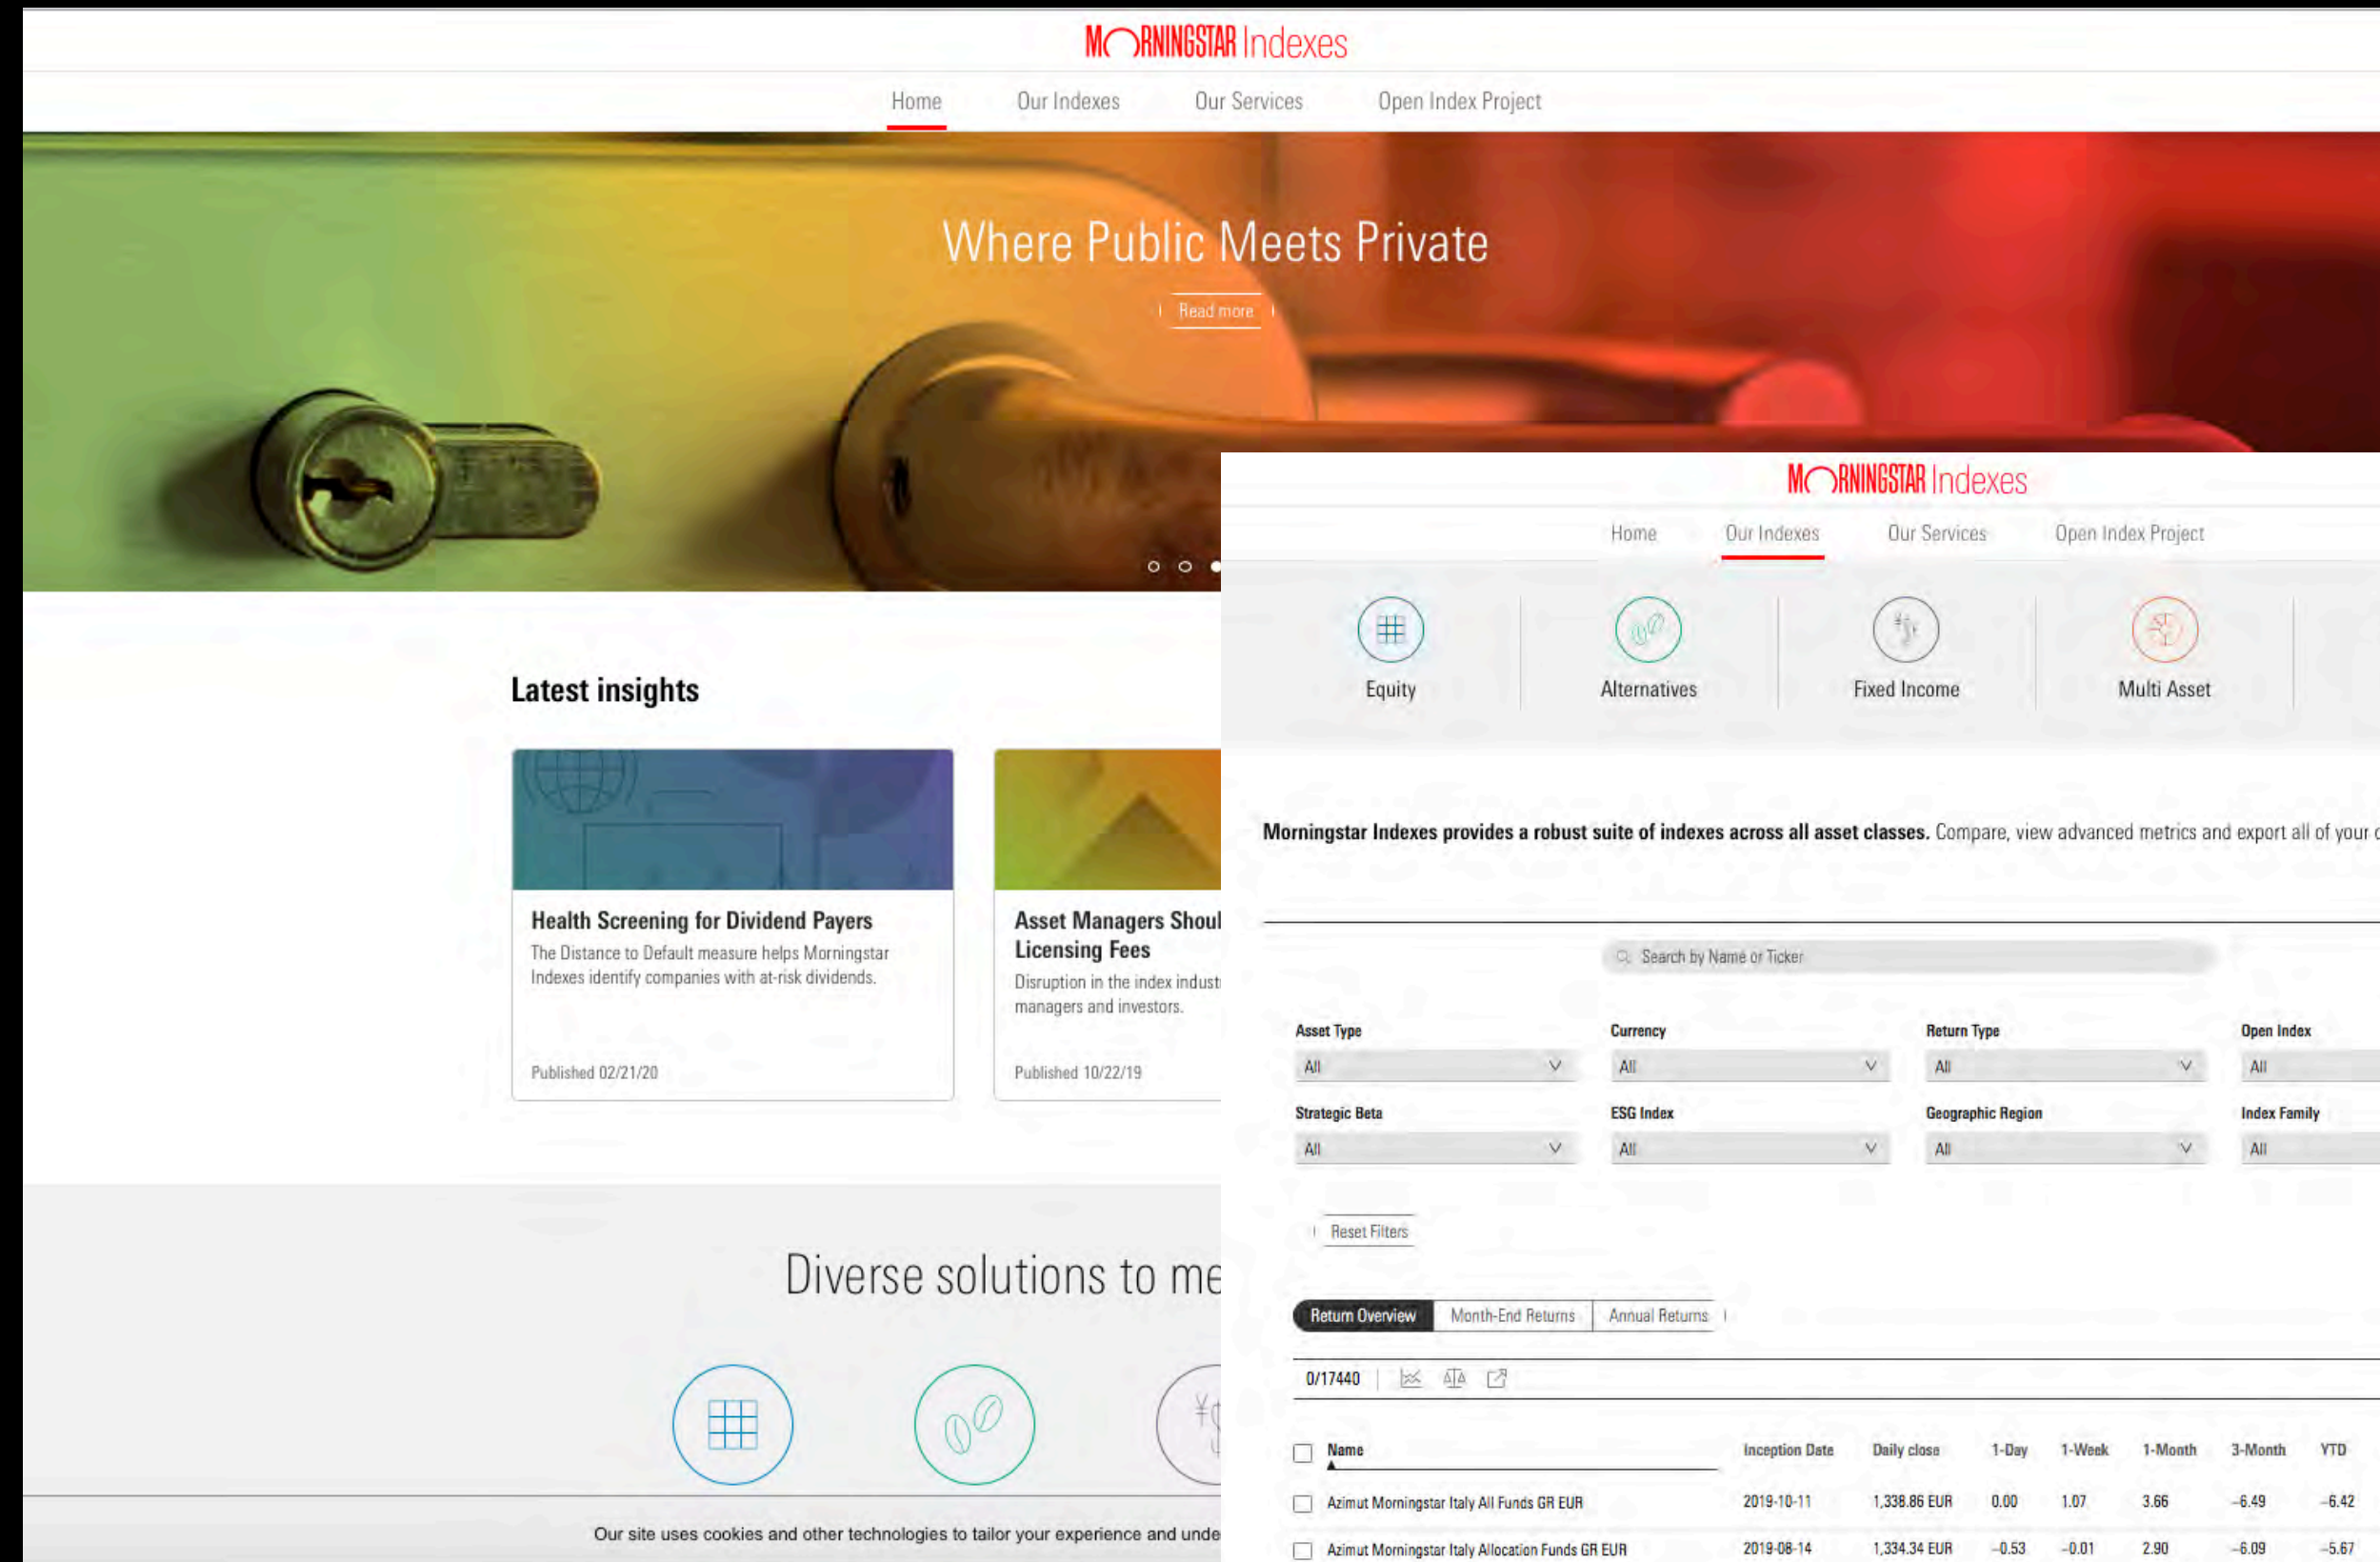 MORNINGSTAR Indexes
Home Our Indexes Our Services Open Index Project
Where Public Meets Private
Read more
Latest insights
Health Screening for Dividend Payers
The Distance to Default measure helps Morningstar
Indexes identify companies with at-risk dividends.
Published 02/21/20
Asset Managers Shoul
Licensing Fees
Disruption in the index indust
managers and investors.
Published 10/22/19
Diverse solutions to me
Our site uses cookies and other technologies to tailor your experience and unde
MORNINGSTAR Indexes
Home Our Indexes Our Services Open Index Project
Equity Alternatives Fixed Income Multi Asset
Morningstar Indexes provides a robust suite of indexes across all asset classes. Compare, view advanced metrics and export all of your
Search by Name or Ticker
Asset Type Currency Return Type Open Index
All All All All
Strategic Beta ESG Index Geographic Region Index Family
All All All All
Reset Filters
Return Overview Month-End Returns Annual Returns
0/17440
Name Inception Date Daily close 1-Day 1-Week 1-Month 3-Month YTD
Azimut Morningstar Italy All Funds GR EUR 2019-10-11 1,338.86 EUR 0.00 1.07 3.66 –6.49 –6.42
Azimut Morningstar Italy Allocation Funds GR EUR 2019-08-14 1,334.34 EUR –0.53 –0.01 2.90 –6.09 –5.67